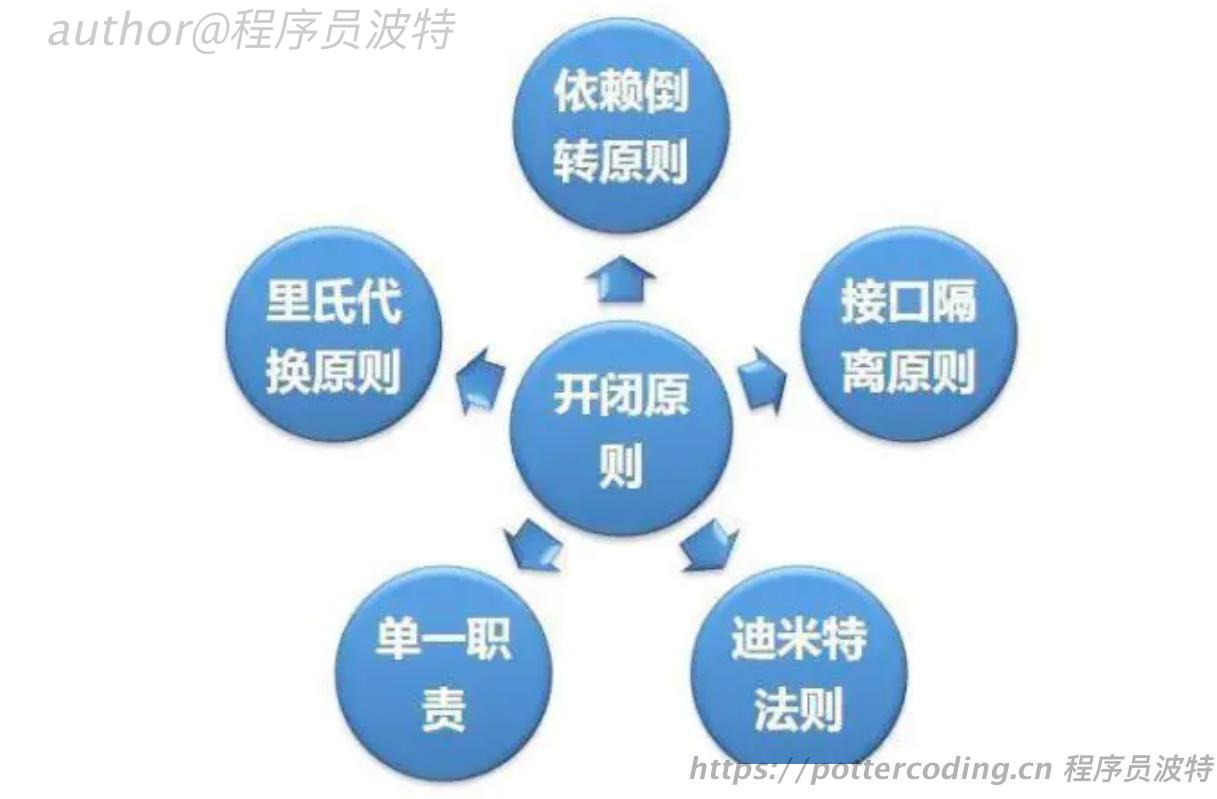 author@程序员波特
依赖倒
转原则
里氏代
换原则
接口隔
离原则
开闭原
则
单一职
责
迪米特
法则
https://pottercoding.cn 程序员波特